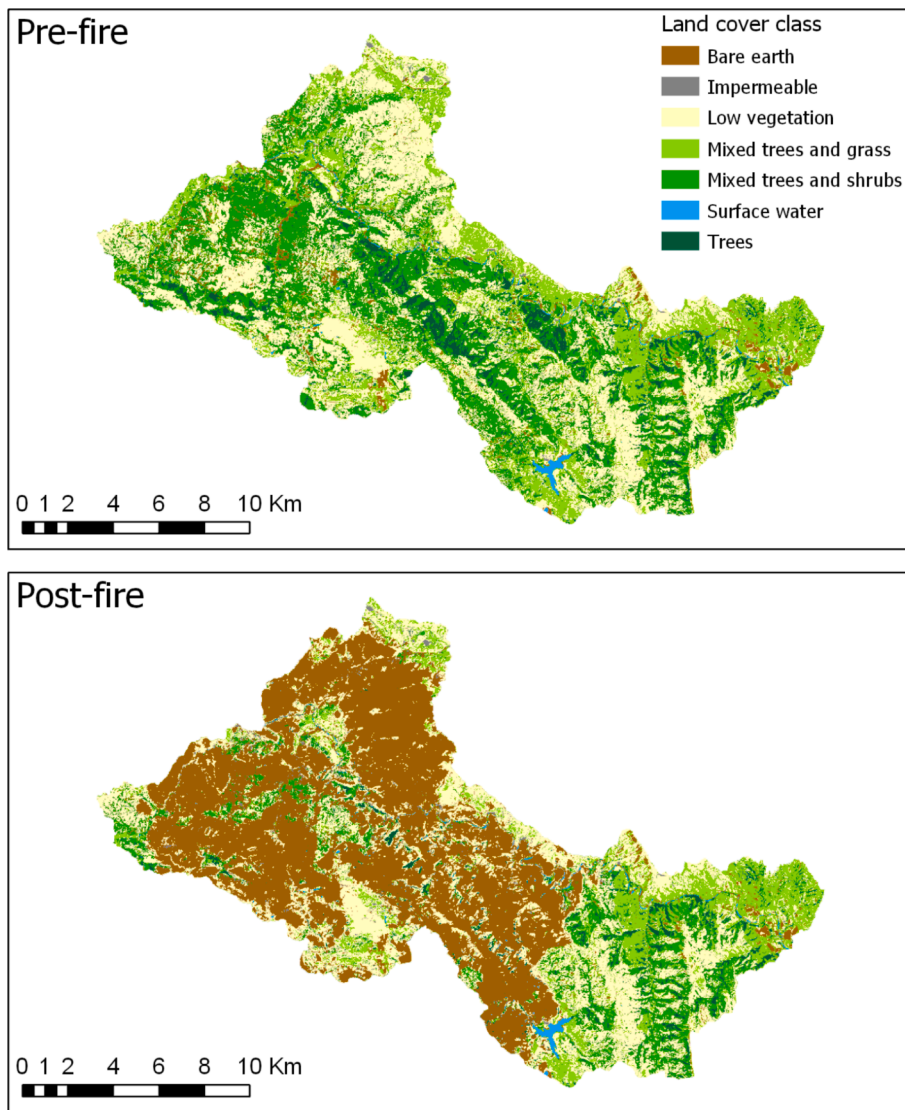 Pre-fire
Land cover class
Bare earth
Impermeable
Low vegetation
Mixed trees and grass
Mixed trees and shrubs
Surface water
Trees
0 1 2 4 6 8 10 Km
Post-fire
0 1 2 4 6 8 10 Km